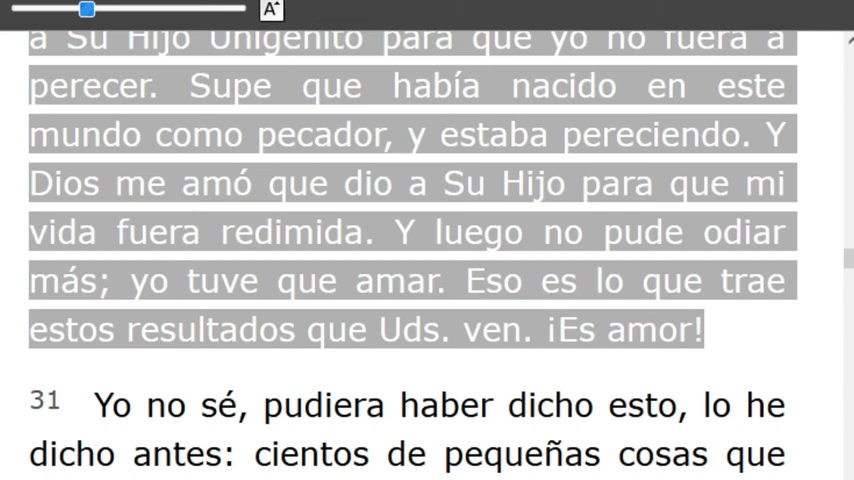 A
a Su Hijo Unigénito para que yo no fuera a
perecer. Supe que había nacido en este
mundo como pecador, y estaba pereciendo. Y
Dios me amó que dio a Su Hijo para que mi
vida fuera redimida. Y luego no pude odiar
más; yo tuve que amar. Eso es lo que trae
estos resultados que Uds. ven. ¡Es amor!
31 Yo no sé, pudiera haber dicho esto, lo he
dicho antes: cientos de pequeñas cosas que